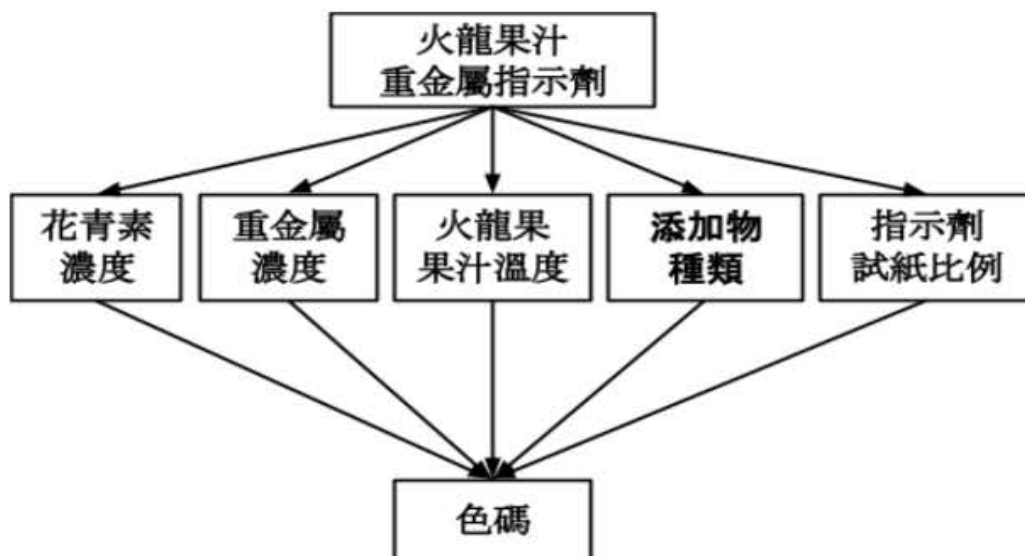 火龍果汁
重金屬指示劑
花青素
濃度
重金屬
濃度
火龍果
果汁溫度
添加物
種類
指示劑
試紙比例
色碼